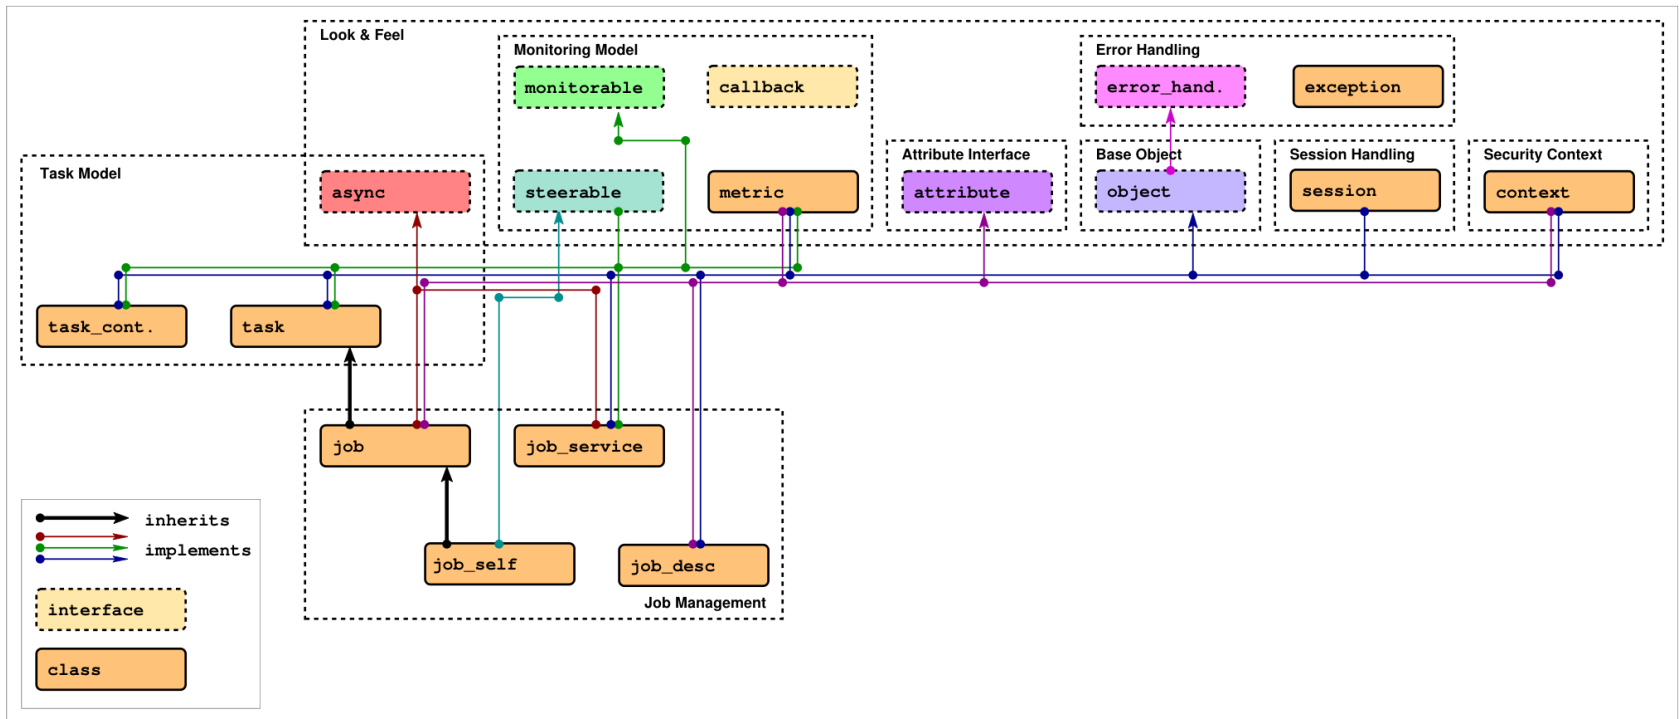 Look & Feel
Monitoring Model
Error Handling
monitorable
callback
error_hand.
exception
Task Model
Attribute Interface
Base Object
Session Handling
Security Context
async
steerable
metric
attribute
object
session
context
task_cont.
task
job
job_service
job_self
job_desc
Job Management
inherits
implements
interface
class